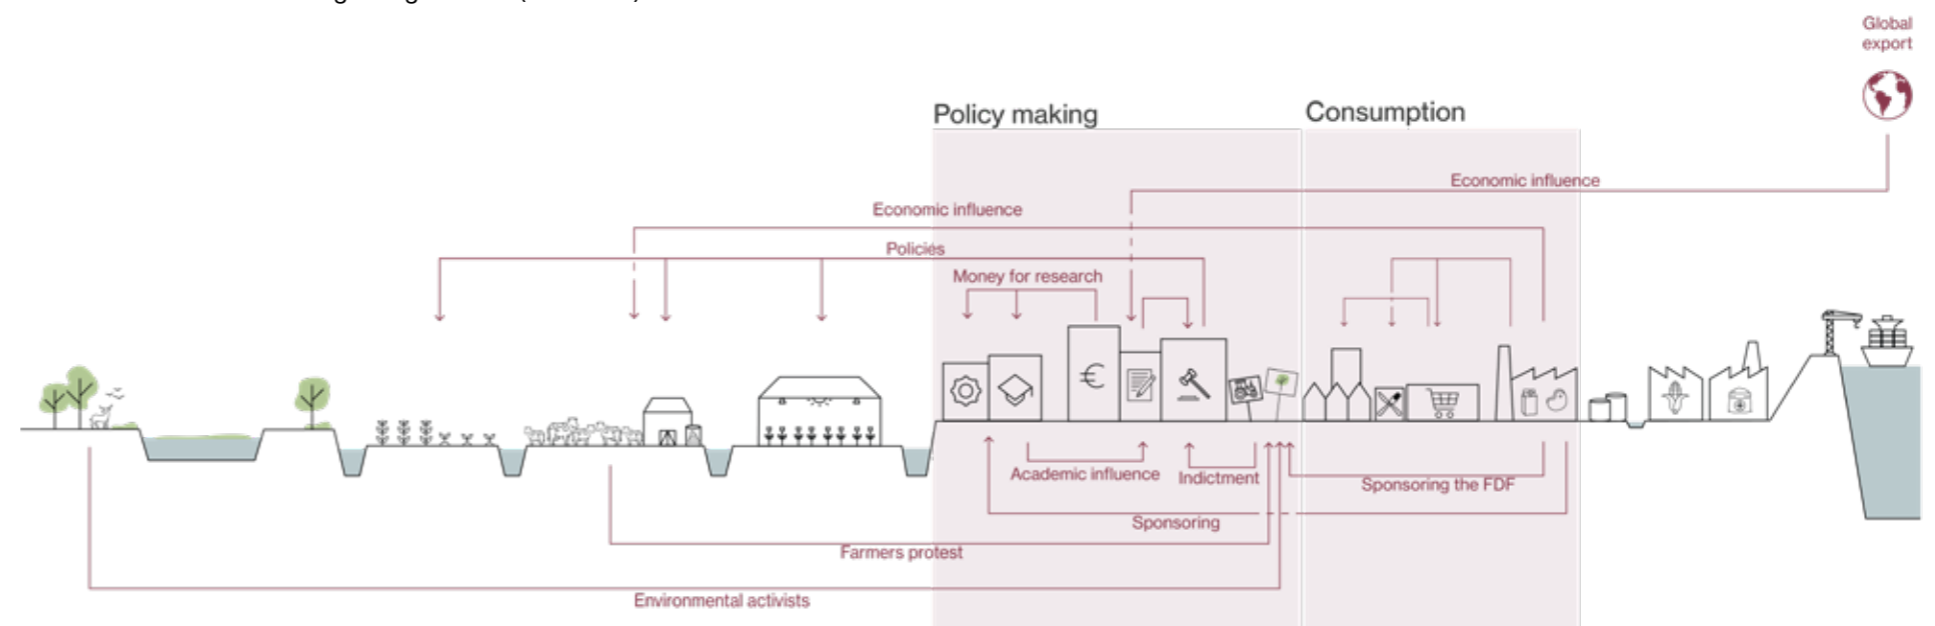 Global
export
Policy making
Consumption
Economic influence
Economic influence
Policies
Money for research
€
Academic influence
Indictment
Sponsoring the FDF
Sponsoring
Farmers protest
Environmental activists